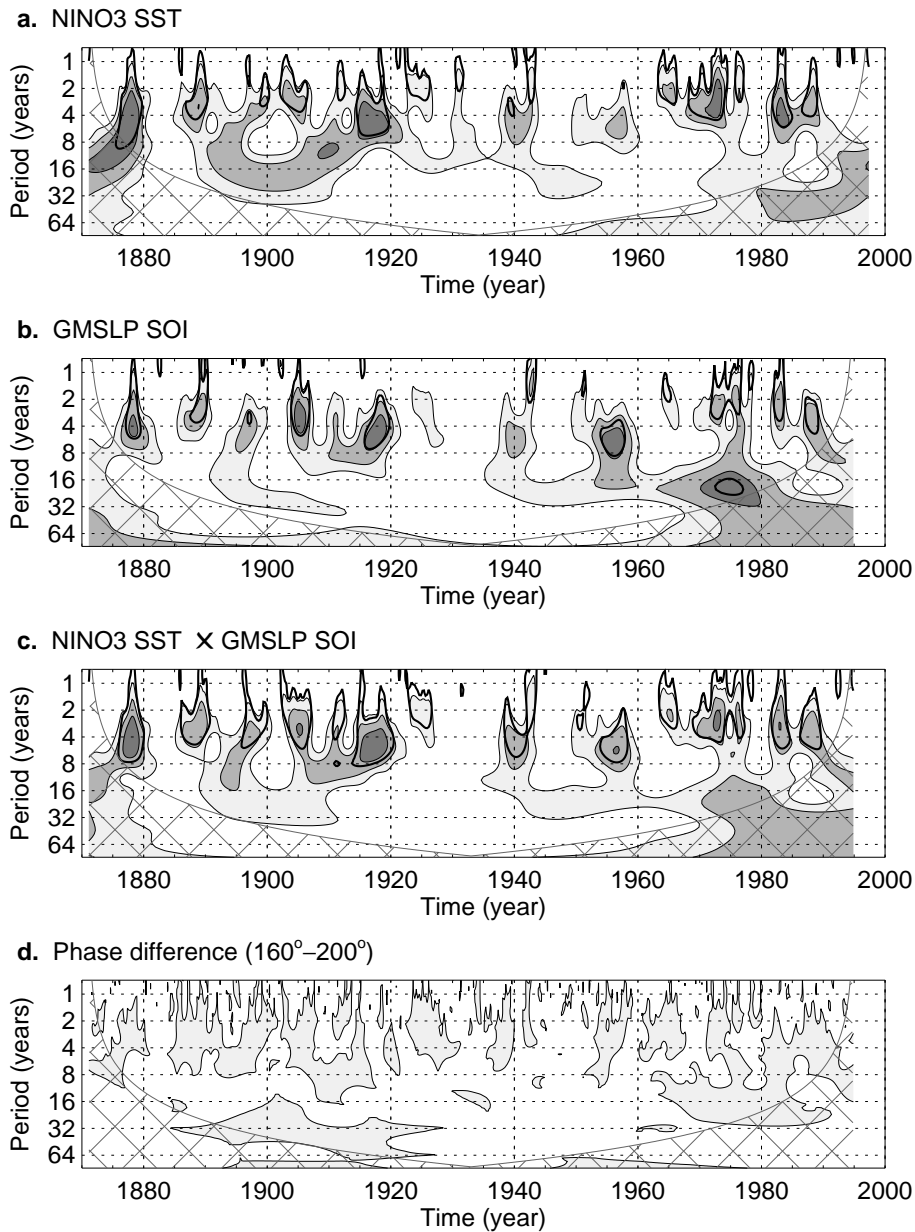 a. NINO3 SST
Period (years)
1
2
4
8
16
32
64
1880 1900 1920 1940 1960 1980 2000
Time (year)
b. GMSLP SOI
Period (years)
1
2
4
8
16
32
64
1880 1900 1920 1940 1960 1980 2000
Time (year)
c. NINO3 SST × GMSLP SOI
Period (years)
1
2
4
8
16
32
64
1880 1900 1920 1940 1960 1980 2000
Time (year)
d. Phase difference (160°–200°)
Period (years)
1
2
4
8
16
32
64
1880 1900 1920 1940 1960 1980 2000
Time (year)